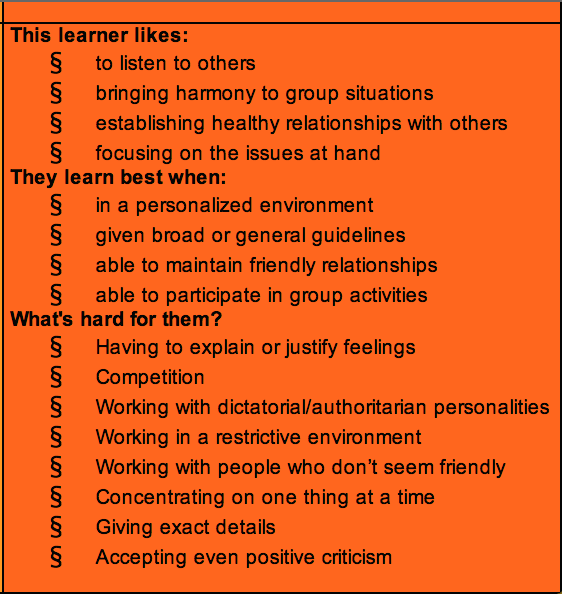 This learner likes:
§ to listen to others
§ bringing harmony to group situations
§ establishing healthy relationships with others
§ focusing on the issues at hand
They learn best when:
§ in a personalized environment
§ given broad or general guidelines
§ able to maintain friendly relationships
§ able to participate in group activities
What's hard for them?
§ Having to explain or justify feelings
§ Competition
§ Working with dictatorial/authoritarian personalities
§ Working in a restrictive environment
§ Working with people who don’t seem friendly
§ Concentrating on one thing at a time
§ Giving exact details
§ Accepting even positive criticism